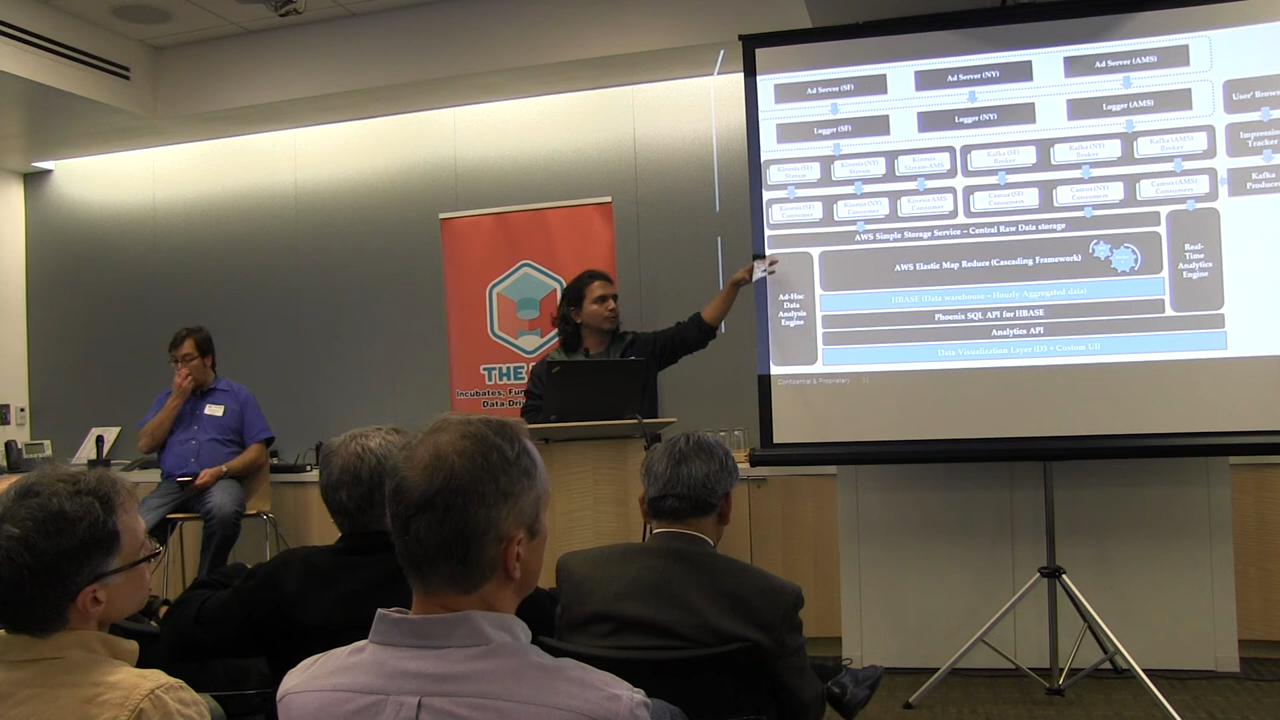 Ad Server (SF)
Ad Server (NY)
Ad Server (AMS)
Logger (SF)
Logger (NY)
Logger (AMS)
User' Brows
Impression
Tracker
Kafka
Produce
Kinesis (SF)
Stream
Kinesis (NY)
Stream
Kinesis
Stream-AMS
Kafka (SF)
Broker
Kafka (NY)
Broker
Kafka (AMS)
Broker
Kinesis (SF)
Consumer
Kinesis (NY)
Consumer
Kinesis AMS
Consumer
Camus (SF)
Consumers
Camus (NY)
Consumers
Camus (AMS)
Consumers
AWS Simple Storage Service – Central Raw Data storage
AWS Elastic Map Reduce (Cascading Framework)
HBASE (Data warehouse – Hourly Aggregated data)
Phoenix SQL API for HBASE
Analytics API
Data Visualization Layer (D3 + Custom UI)
Ad-Hoc
Data
Analysis
Engine
Real-
Time
Analytics
Engine
Confidential & Proprietary 11
THE
Incubates, Fun
Data-Driv